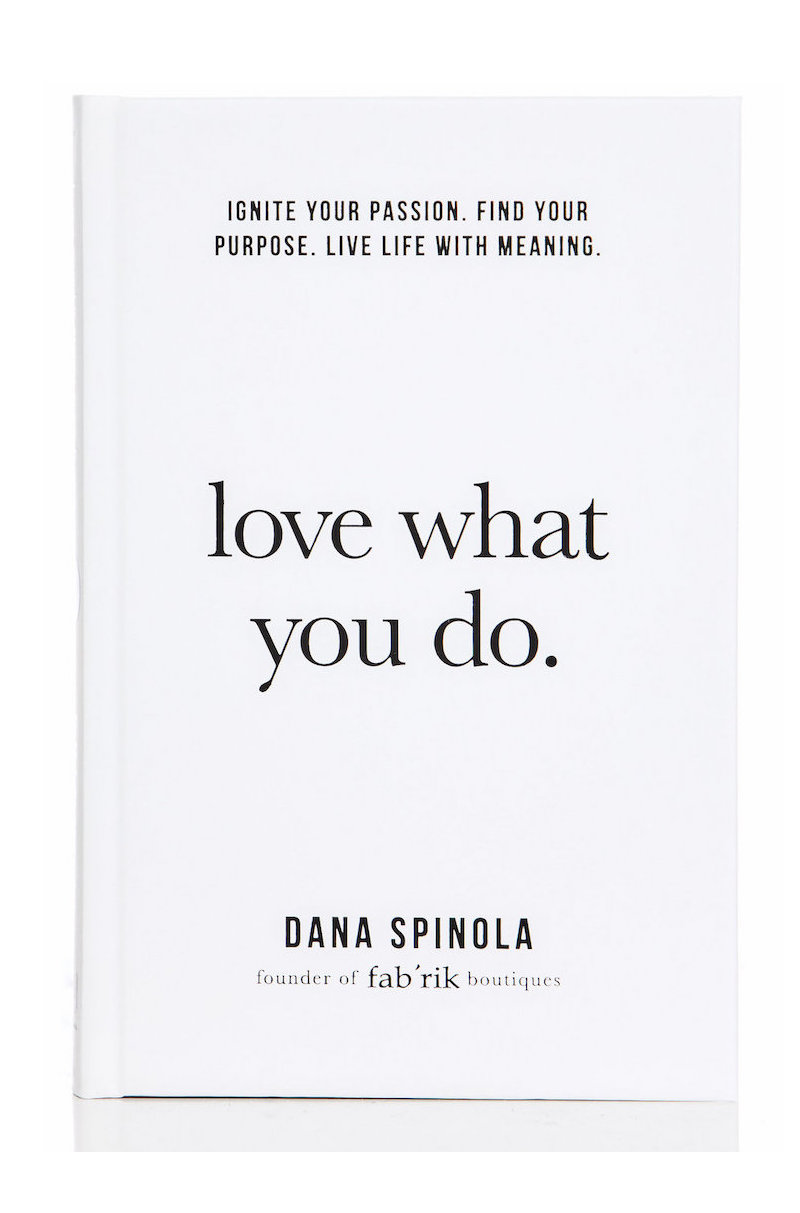 IGNITE YOUR PASSION. FIND YOUR
PURPOSE. LIVE LIFE WITH MEANING.
love what
you do.
DANA SPINOLA
founder of fab'rik boutiques